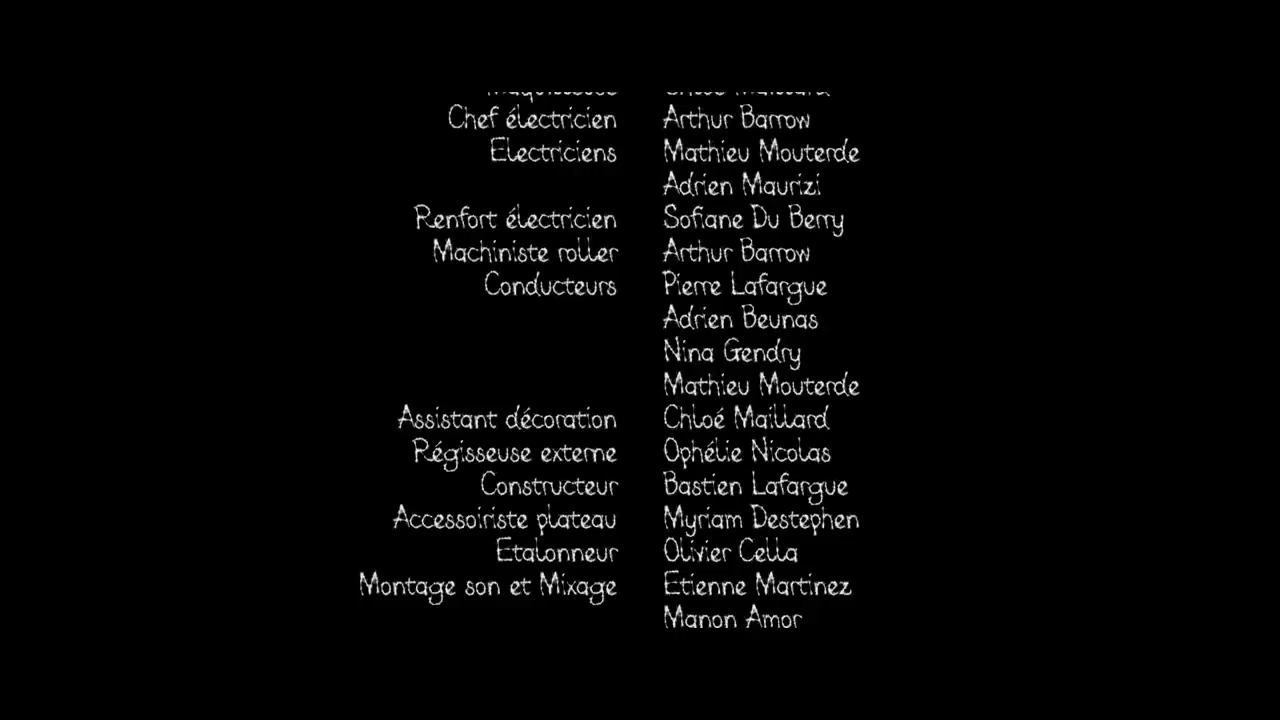 Chef électricien Arthur Barrow
Electriciens Mathieu Mouterde
Adrien Maurizi
Renfort électricien Sofiane Du Berry
Machiniste roller Arthur Barrow
Conducteurs Pierre Lafargue
Adrien Beunas
Nina Gendry
Mathieu Mouterde
Assistant décoration Chloé Maillard
Régisseuse externe Ophélie Nicolas
Constructeur Bastien Lafargue
Accessoiriste plateau Myriam Destephen
Etalonneur Olivier Cella
Montage son et Mixage Etienne Martinez
Manon Amor